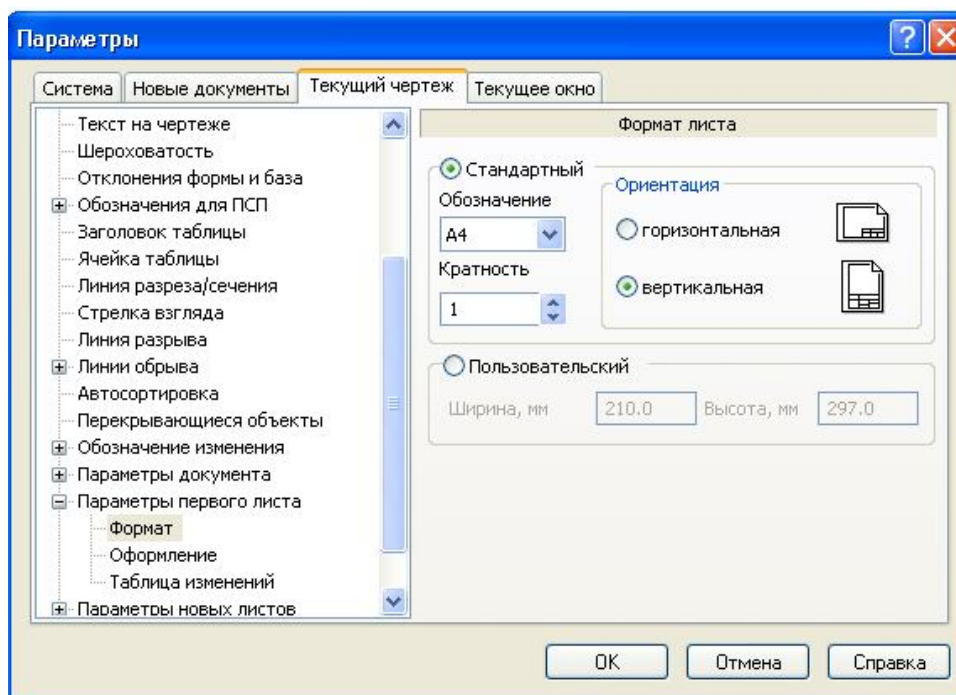 Параметры
Система
Новые документы
Текущий чертеж
Текущее окно
Текст на чертеже
Шероховатость
Отклонения формы и база
Обозначения для ПСП
Заголовок таблицы
Ячейка таблицы
Линия разреза/сечения
Стрелка взгляда
Линия разрыва
Линии обрыва
Автосортировка
Перекрывающиеся объекты
Обозначение изменения
Параметры документа
Параметры первого листа
Формат
Оформление
Таблица изменений
Параметры новых листов
Формат листа
Стандартный
Обозначение
A4
Кратность
1
Ориентация
горизонтальная
вертикальная
Пользовательский
Ширина, мм 210.0 Высота, мм 297.0
OK Отмена Справка